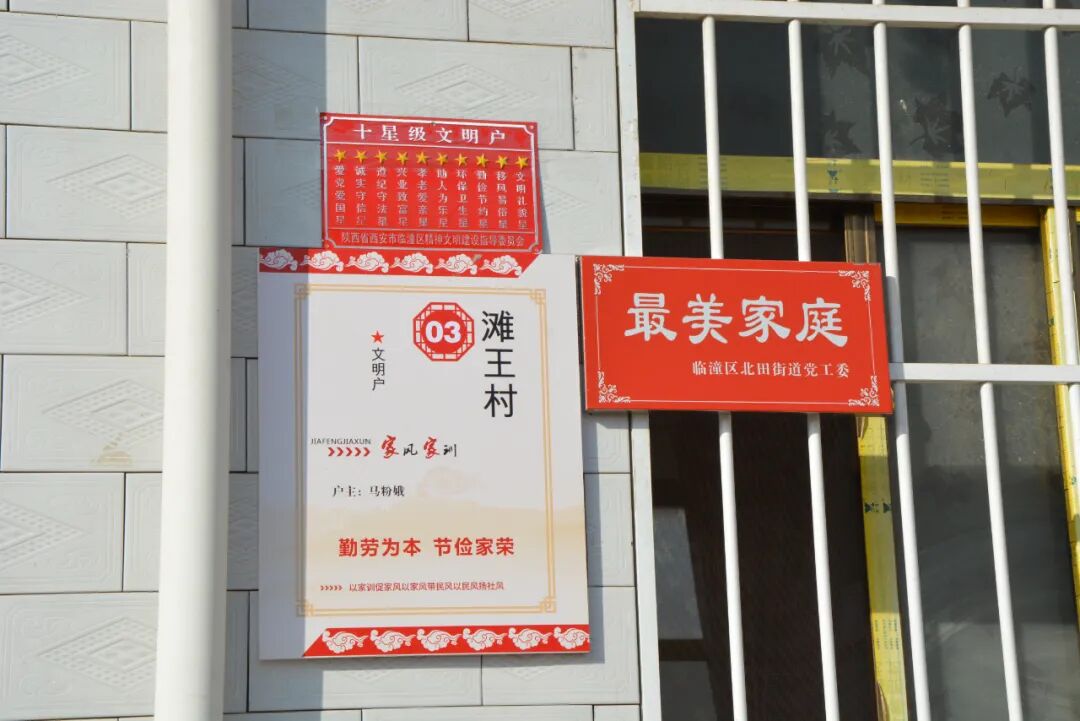 十星级文明户
爱党爱国星
诚实守信星
遵纪守法星
兴业致富星
孝老爱亲星
助人为乐星
环保卫生星
勤俭节约星
移风易俗星
文明礼貌星
陕西省西安市临潼区精神文明建设指导委员会
03
滩王村
文明户
JIAFENGJIAXUN
家风家训
户主：马粉娥
勤劳为本 节俭家荣
以家训促家风以家风带民风以民风扬社风
最美家庭
临潼区北田街道党工委